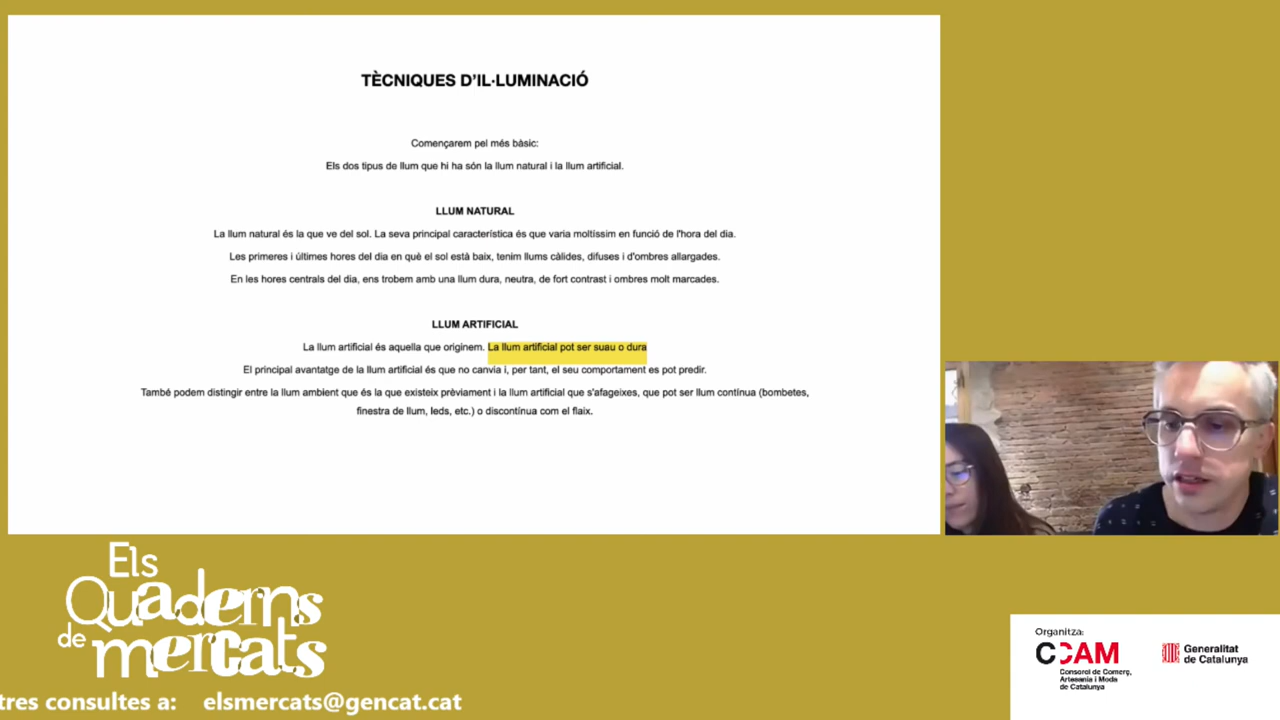 TÈCNIQUES D'IL·LUMINACIÓ
Començarem pel més bàsic:
Els dos tipus de llum que hi ha són la llum natural i la llum artificial.
LLUM NATURAL
La llum natural és la que ve del sol. La seva principal característica és que varia moltíssim en funció de l'hora del dia.
Les primeres i últimes hores del dia en què el sol està baix, tenim llums càlides, difuses i d'ombres allargades.
En les hores centrals del dia, ens trobem amb una llum dura, neutra, de fort contrast i ombres molt marcades.
LLUM ARTIFICIAL
La llum artificial és aquella que originem. La llum artificial pot ser suau o dura
El principal avantatge de la llum artificial és que no canvia i, per tant, el seu comportament es pot predir.
També podem distingir entre la llum ambient que és la que existeix prèviament i la llum artificial que s'afageixes, que pot ser llum contínua (bombetes,
finestra de llum, leds, etc.) o discontínua com el flaix.
Els
Quaderns
de mercats
tres consultes a: elsmercats@gencat.cat
Organitza:
CCAM
Consorci de Comerç,
Artesania i Moda
de Catalunya
Generalitat
de Catalunya